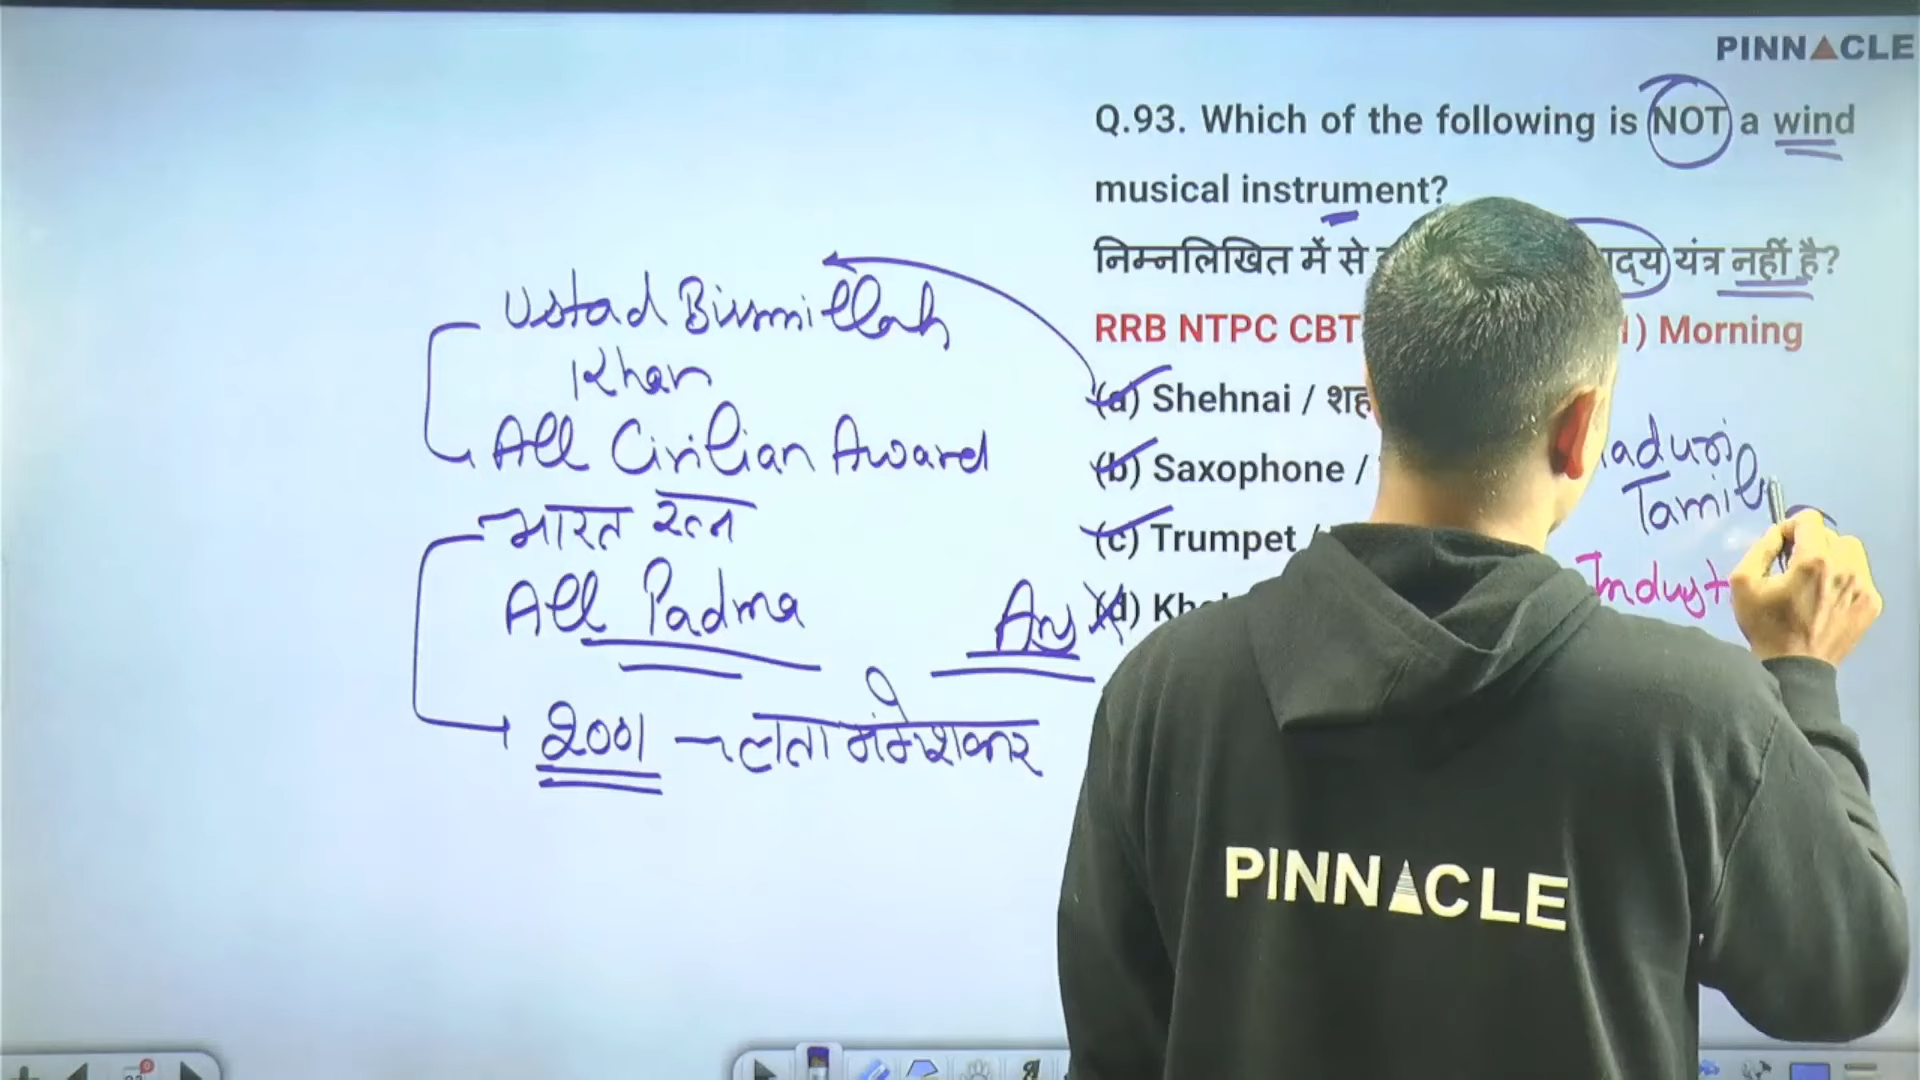 PINNACLE
Q.93. Which of the following is NOT a wind
musical instrument?
निम्नलिखित में से वाद्य यंत्र नहीं है?
RRB NTPC CBT Morning
(a) Shehnai /
(b) Saxophone /
(c) Trumpet /
(d)
Ustad Bismillah
Khan
All Civilian Award
भारत रत्न
All Padma
2001 - लता मंगेशकर
Ans
Tamil
PINNACLE